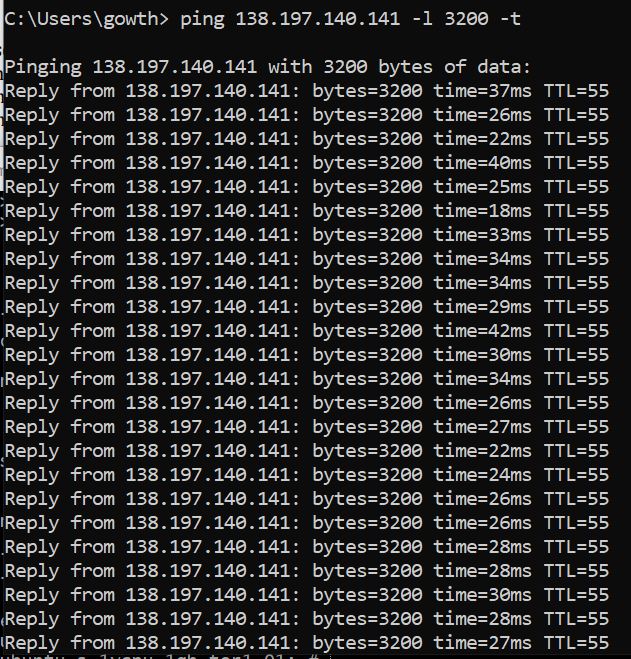 C:\Users\gowth> ping 138.197.140.141 -l 3200 -t
Pinging 138.197.140.141 with 3200 bytes of data:
Reply from 138.197.140.141: bytes=3200 time=37ms TTL=55
Reply from 138.197.140.141: bytes=3200 time=26ms TTL=55
Reply from 138.197.140.141: bytes=3200 time=22ms TTL=55
Reply from 138.197.140.141: bytes=3200 time=40ms TTL=55
Reply from 138.197.140.141: bytes=3200 time=25ms TTL=55
Reply from 138.197.140.141: bytes=3200 time=18ms TTL=55
Reply from 138.197.140.141: bytes=3200 time=33ms TTL=55
Reply from 138.197.140.141: bytes=3200 time=34ms TTL=55
Reply from 138.197.140.141: bytes=3200 time=34ms TTL=55
Reply from 138.197.140.141: bytes=3200 time=29ms TTL=55
Reply from 138.197.140.141: bytes=3200 time=42ms TTL=55
Reply from 138.197.140.141: bytes=3200 time=30ms TTL=55
Reply from 138.197.140.141: bytes=3200 time=34ms TTL=55
Reply from 138.197.140.141: bytes=3200 time=26ms TTL=55
Reply from 138.197.140.141: bytes=3200 time=27ms TTL=55
Reply from 138.197.140.141: bytes=3200 time=22ms TTL=55
Reply from 138.197.140.141: bytes=3200 time=24ms TTL=55
Reply from 138.197.140.141: bytes=3200 time=26ms TTL=55
Reply from 138.197.140.141: bytes=3200 time=26ms TTL=55
Reply from 138.197.140.141: bytes=3200 time=28ms TTL=55
Reply from 138.197.140.141: bytes=3200 time=28ms TTL=55
Reply from 138.197.140.141: bytes=3200 time=30ms TTL=55
Reply from 138.197.140.141: bytes=3200 time=28ms TTL=55
Reply from 138.197.140.141: bytes=3200 time=27ms TTL=55